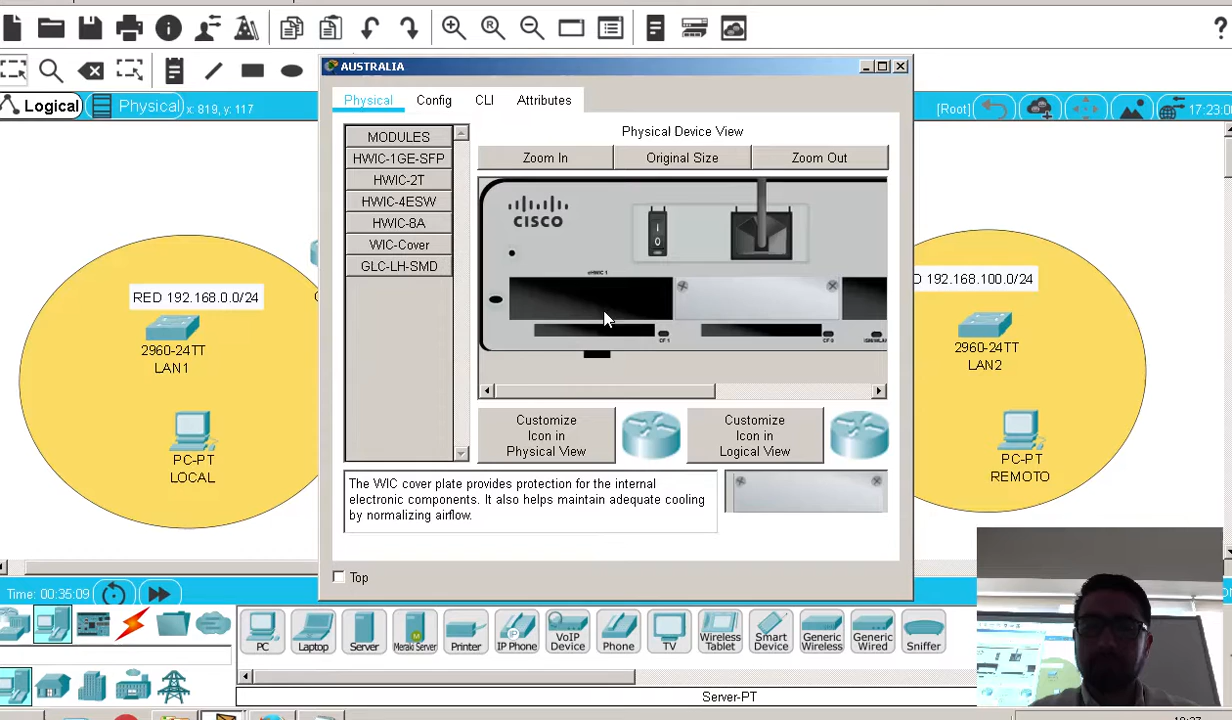 AUSTRALIA
Physical Config CLI Attributes
Logical
Physical
x: 819, y: 117
[Root]
17:23:0
MODULES
HWIC-1GE-SFP
HWIC-2T
HWIC-4ESW
HWIC-8A
WIC-Cover
GLC-LH-SMD
Physical Device View
Zoom In
Original Size
Zoom Out
CISCO
Customize
Icon in
Physical View
Customize
Icon in
Logical View
The WIC cover plate provides protection for the internal
electronic components. It also helps maintain adequate cooling
by normalizing airflow.
Top
RED 192.168.0.0/24
2960-24TT
LAN1
PC-PT
LOCAL
D 192.168.100.0/24
2960-24TT
LAN2
PC-PT
REMOTO
Time: 00:35:09
PC
Laptop
Server
Meraki Server
Printer
IP Phone
VoIP
Device
Phone
TV
Wireless
Tablet
Smart
Device
Generic
Wireless
Generic
Wired
Sniffer
Server-PT